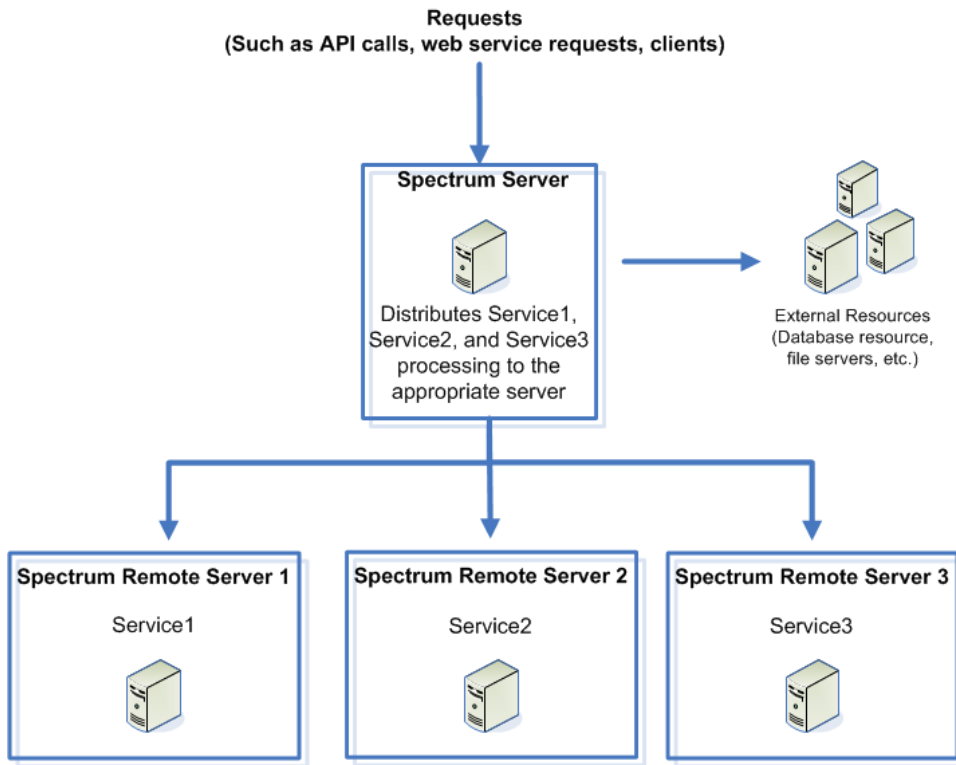 Requests
(Such as API calls, web service requests, clients)
Spectrum Server
Distributes Service1,
Service2, and Service3
processing to the
appropriate server
External Resources
(Database resource,
file servers, etc.)
Spectrum Remote Server 1
Service1
Spectrum Remote Server 2
Service2
Spectrum Remote Server 3
Service3